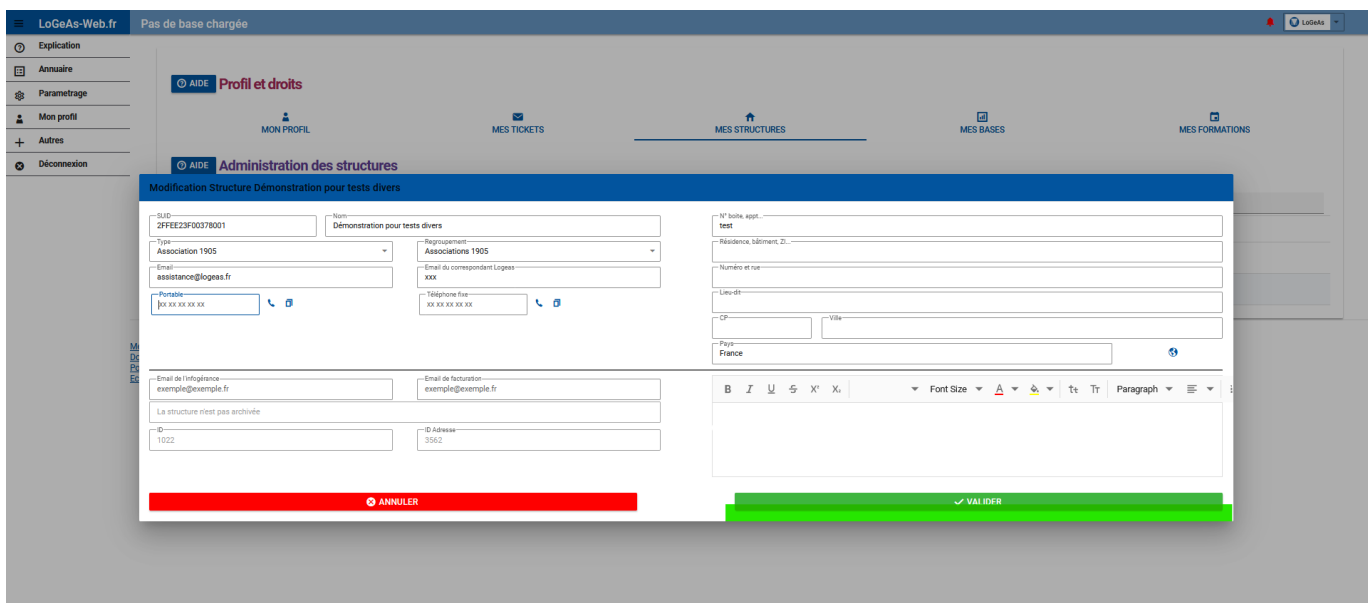 LoGeAs-Web.fr
Pas de base chargée
LoGeAs
Explication
Annuaire
Parametrage
Mon profil
Autres
Déconnexion
AIDE Profil et droits
MON PROFIL
MES TICKETS
MES STRUCTURES
MES BASES
MES FORMATIONS
AIDE Administration des structures
Modification Structure Démonstration pour tests divers
SUID
2FFEE23F00378001
Nom
Démonstration pour tests divers
Type
Association 1905
Regroupement
Associations 1905
Email
assistance@logeas.fr
Email du correspondant Logeas
xxx
Portable
xx xx xx xx xx
Téléphone fixe
xx xx xx xx xx
N° boite, appt...
test
Résidence, bâtiment, ZI...
Numéro et rue
Lieu-dit
CP
Ville
Pays
France
Email de l'infogérance
exemple@exemple.fr
Email de facturation
exemple@exemple.fr
La structure n'est pas archivée
ID
1022
ID Adresse
3562
B I U S X² X₂ Font Size A tt TT Paragraph
ANNULER
VALIDER